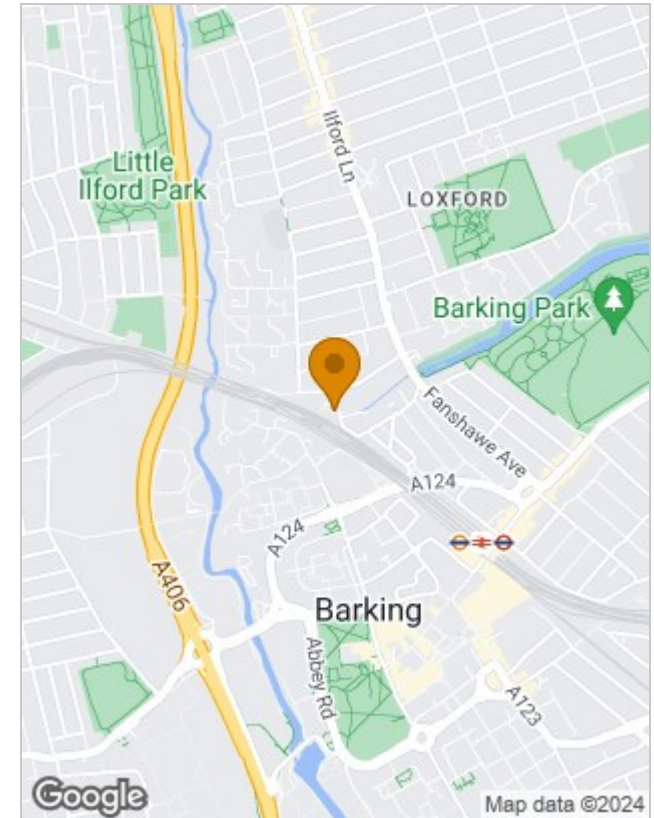 Ilford Ln
Little
Ilford Park
LOXFORD
Barking Park
Fanshawe Ave
A124
A124
A406
Barking
Abbey Rd
A123
Google
Map data ©2024